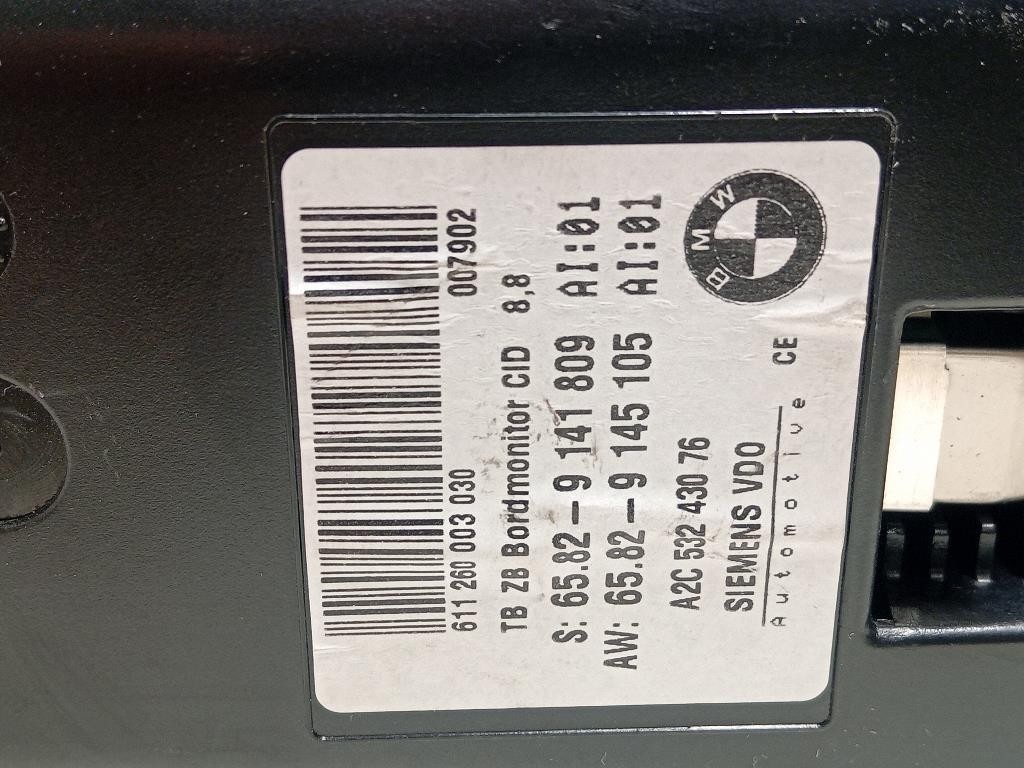 611 260 003 030 007902
TB ZB Bordmonitor CID 8,8
S: 65.82-9 141 809 AI:01
AW: 65.82-9 145 105 AI:01
A2C 532 430 76
SIEMENS VDO
Automotive CE
BMW